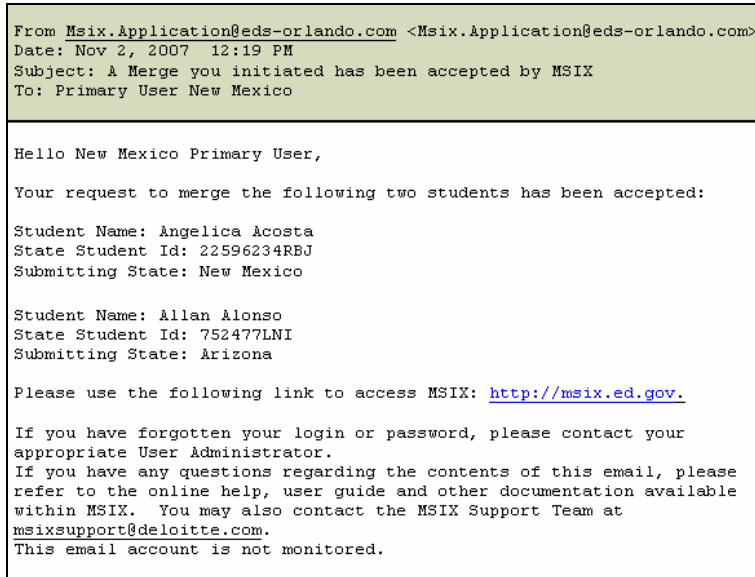 From Msix.Application@eds-orlando.com <Msix.Application@eds-orlando.com>
Date: Nov 2, 2007  12:19 PM
Subject: A Merge you initiated has been accepted by MSIX
To: Primary User New Mexico
Hello New Mexico Primary User,
Your request to merge the following two students has been accepted:
Student Name: Angelica Acosta
State Student Id: 22596234RBJ
Submitting State: New Mexico
Student Name: Allan Alonso
State Student Id: 752477LNI
Submitting State: Arizona
Please use the following link to access MSIX: http://msix.ed.gov.
If you have forgotten your login or password, please contact your
appropriate User Administrator.
If you have any questions regarding the contents of this email, please
refer to the online help, user guide and other documentation available
within MSIX.  You may also contact the MSIX Support Team at
msixsupport@deloitte.com.
This email account is not monitored.